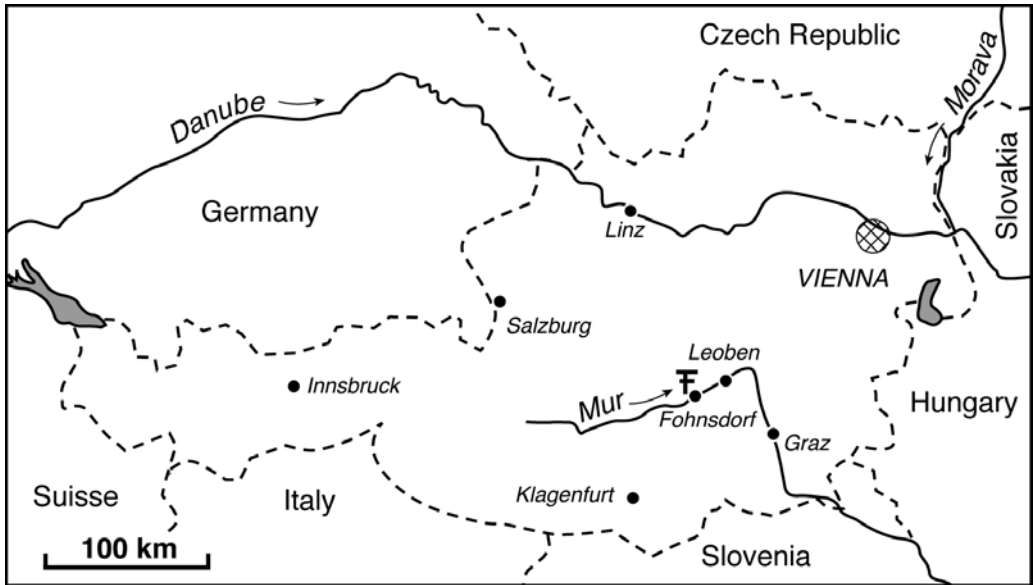 Czech Republic
Morava
Danube
Slovakia
Germany
Linz
VIENNA
Salzburg
Leoben
Innsbruck
Mur
Fohnsdorf
Hungary
Graz
Suisse
Italy
Klagenfurt
100 km
Slovenia